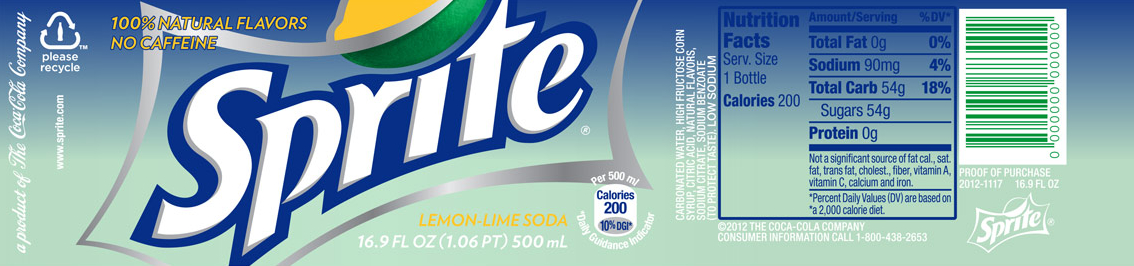 a product of The Coca-Cola Company
TM
please
recycle
www.sprite.com
100% NATURAL FLAVORS
NO CAFFEINE
Sprite
®
LEMON-LIME SODA
16.9 FL OZ (1.06 PT) 500 mL
Per 500 ml
Calories
200
10% DGI*
*Daily Guidance Indicator
CARBONATED WATER, HIGH FRUCTOSE CORN
SYRUP, CITRIC ACID, NATURAL FLAVORS,
SODIUM CITRATE, SODIUM BENZOATE
(TO PROTECT TASTE). LOW SODIUM
Nutrition
Facts
Serv. Size
1 Bottle
Calories 200
Amount/Serving %DV*
Total Fat 0g 0%
Sodium 90mg 4%
Total Carb 54g 18%
Sugars 54g
Protein 0g
Not a significant source of fat cal., sat.
fat, trans fat, cholest., fiber, vitamin A,
vitamin C, calcium and iron.
*Percent Daily Values (DV) are based on
*a 2,000 calorie diet.
©2012 THE COCA-COLA COMPANY
CONSUMER INFORMATION CALL 1-800-438-2653
0 00000 00000 0
PROOF OF PURCHASE
2012-1117 16.9 FL OZ
Sprite
®